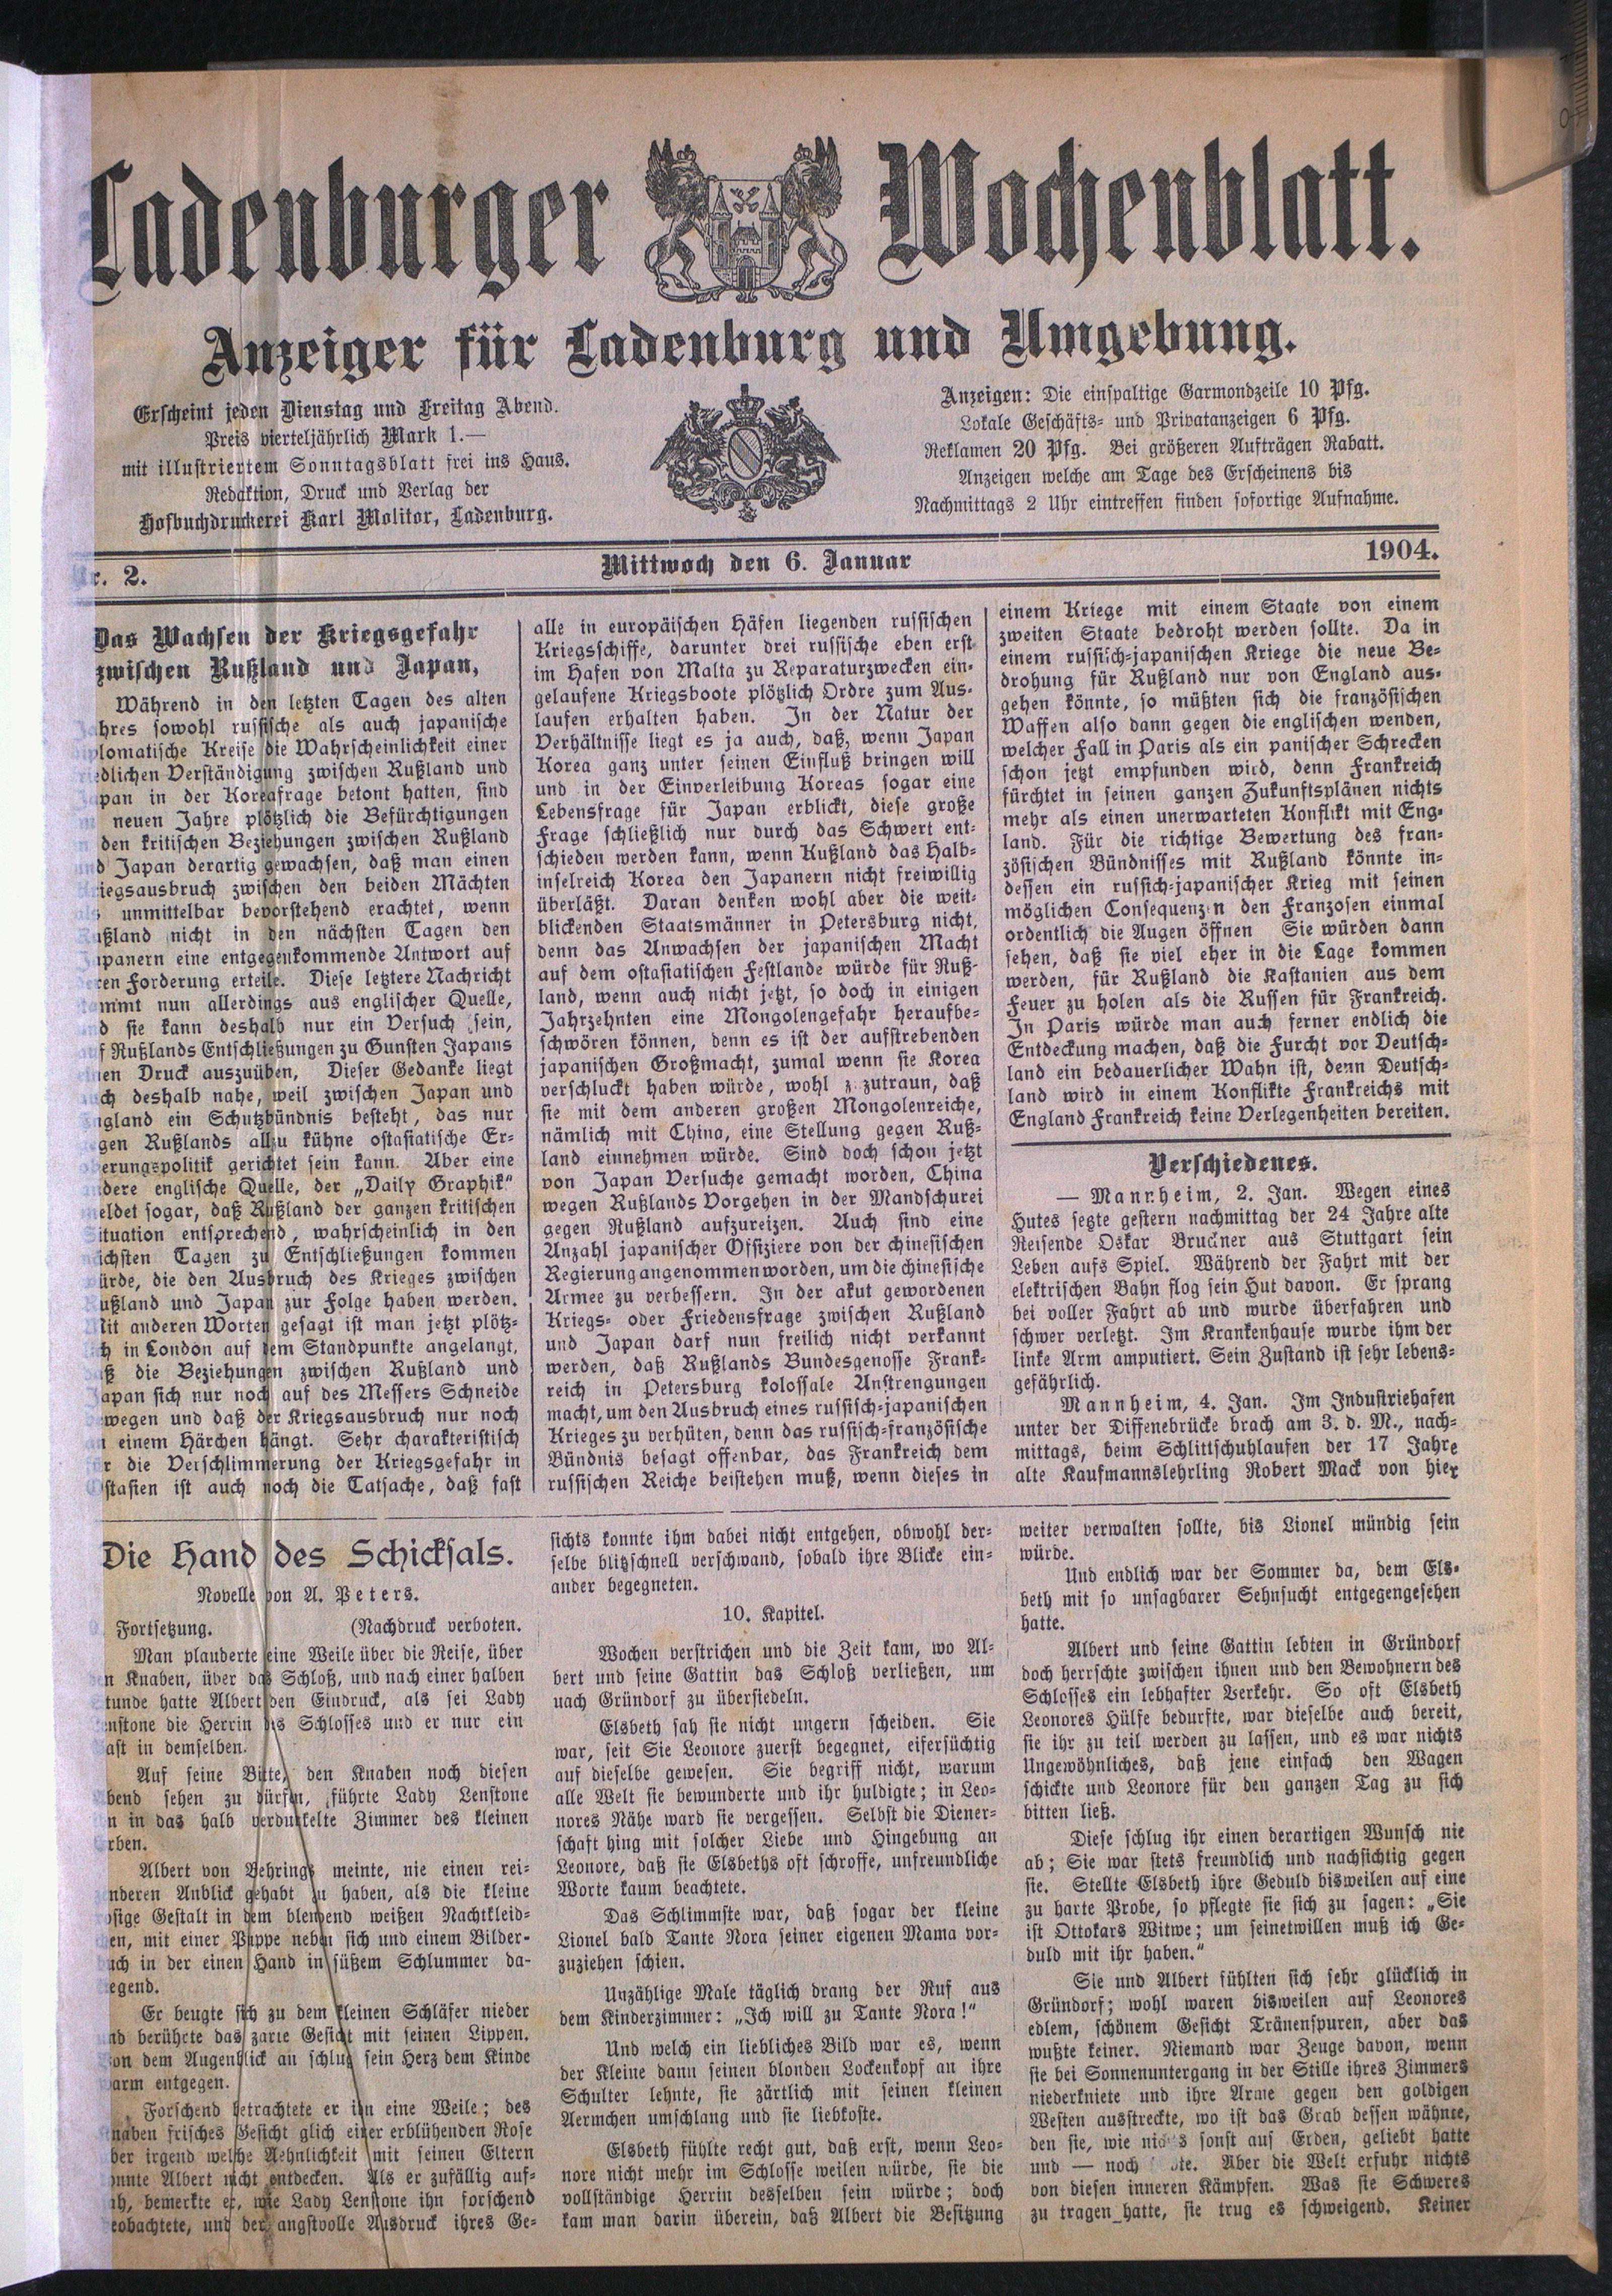 Ladenburger Wochenblatt.
Anzeiger für Ladenburg und Umgebung.
Erscheint jeden Dienstag und Freitag Abend.
Preis vierteljährlich Mark 1.—
mit illustriertem Sonntagsblatt frei ins Haus.
Redaktion, Druck und Verlag der
Hofbuchdruckerei Karl Molitor, Ladenburg.
Anzeigen: Die einspaltige Garmondzeile 10 Pfg.
Lokale Geschäfts- und Privatanzeigen 6 Pfg.
Reklamen 20 Pfg. Bei größeren Aufträgen Rabatt.
Anzeigen welche am Tage des Erscheinens bis
Nachmittags 2 Uhr eintreffen finden sofortige Aufnahme.
Nr. 2.
Mittwoch den 6. Januar
1904.
Das Wachsen der Kriegsgefahr
zwischen Rußland und Japan,
Während in den letzten Tagen des alten
Jahres sowohl russische als auch japanische
diplomatische Kreise die Wahrscheinlichkeit einer
friedlichen Verständigung zwischen Rußland und
Japan in der Koreafrage betont hatten, sind
im neuen Jahre plötzlich die Befürchtigungen
in den kritischen Beziehungen zwischen Rußland
und Japan derartig gewachsen, daß man einen
Kriegsausbruch zwischen den beiden Mächten
als unmittelbar bevorstehend erachtet, wenn
Rußland nicht in den nächsten Tagen den
Japanern eine entgegenkommende Antwort auf
deren Forderung erteile. Diese letztere Nachricht
stammt nun allerdings aus englischer Quelle,
und sie kann deshalb nur ein Versuch sein,
auf Rußlands Entschließungen zu Gunsten Japans
einen Druck auszuüben, Dieser Gedanke liegt
auch deshalb nahe, weil zwischen Japan und
England ein Schutzbündnis besteht, das nur
gegen Rußlands allzu kühne ostasiatische Er-
oberungspolitik gerichtet sein kann. Aber eine
andere englische Quelle, der „Daily Graphik“
meldet sogar, daß Rußland der ganzen kritischen
Situation entsprechend, wahrscheinlich in den
nächsten Tagen zu Entschließungen kommen
würde, die den Ausbruch des Krieges zwischen
Rußland und Japan zur Folge haben werden.
Mit anderen Worten gesagt ist man jetzt plötz-
lich in London auf dem Standpunkte angelangt,
daß die Beziehungen zwischen Rußland und
Japan sich nur noch auf des Messers Schneide
bewegen und daß der Kriegsausbruch nur noch
an einem Härchen hängt. Sehr charakteristisch
für die Verschlimmerung der Kriegsgefahr in
Ostasien ist auch noch die Tatsache, daß fast
alle in europäischen Häfen liegenden russischen
Kriegsschiffe, darunter drei russische eben erst
im Hafen von Malta zu Reparaturzwecken ein-
gelaufene Kriegsboote plötzlich Ordre zum Aus-
laufen erhalten haben. In der Natur der
Verhältnisse liegt es ja auch, daß, wenn Japan
Korea ganz unter seinen Einfluß bringen will
und in der Einverleibung Koreas sogar eine
Lebensfrage für Japan erblickt, diese große
Frage schließlich nur durch das Schwert ent-
schieden werden kann, wenn Rußland das Halb-
inselreich Korea den Japanern nicht freiwillig
überläßt. Daran denken wohl aber die weit-
blickenden Staatsmänner in Petersburg nicht,
denn das Anwachsen der japanischen Macht
auf dem ostasiatischen Festlande würde für Ruß-
land, wenn auch nicht jetzt, so doch in einigen
Jahrzehnten eine Mongolengefahr heraufbe-
schwören können, denn es ist der aufstrebenden
japanischen Großmacht, zumal wenn sie Korea
verschluckt haben würde, wohl z zutraun, daß
sie mit dem anderen großen Mongolenreiche,
nämlich mit China, eine Stellung gegen Ruß-
land einnehmen würde. Sind doch schon jetzt
von Japan Versuche gemacht worden, China
wegen Rußlands Vorgehen in der Mandschurei
gegen Rußland aufzureizen. Auch sind eine
Anzahl japanischer Offiziere von der chinesischen
Regierung angenommen worden, um die chinesische
Armee zu verbessern. In der akut gewordenen
Kriegs- oder Friedensfrage zwischen Rußland
und Japan darf nun freilich nicht verkannt
werden, daß Rußlands Bundesgenosse Frank-
reich in Petersburg kolossale Anstrengungen
macht, um den Ausbruch eines russisch-japanischen
Krieges zu verhüten, denn das russisch-französische
Bündnis besagt offenbar, das Frankreich dem
russischen Reiche beistehen muß, wenn dieses in
einem Kriege mit einem Staate von einem
zweiten Staate bedroht werden sollte. Da in
einem russisch-japanischen Kriege die neue Be-
drohung für Rußland nur von England aus-
gehen könnte, so müßten sich die französischen
Waffen also dann gegen die englischen wenden,
welcher Fall in Paris als ein panischer Schrecken
schon jetzt empfunden wird, denn Frankreich
fürchtet in seinen ganzen Zukunftsplänen nichts
mehr als einen unerwarteten Konflikt mit Eng-
land. Für die richtige Bewertung des fran-
zösischen Bündnisses mit Rußland könnte in-
dessen ein russisch-japanischer Krieg mit seinen
möglichen Consequenzen den Franzosen einmal
ordentlich die Augen öffnen Sie würden dann
sehen, daß sie viel eher in die Lage kommen
werden, für Rußland die Kastanien aus dem
Feuer zu holen als die Russen für Frankreich.
In Paris würde man auch ferner endlich die
Entdeckung machen, daß die Furcht vor Deutsch-
land ein bedauerlicher Wahn ist, denn Deutsch-
land wird in einem Konflikte Frankreichs mit
England Frankreich keine Verlegenheiten bereiten.
Verschiedenes.
— Mannheim, 2. Jan. Wegen eines
Hutes setzte gestern nachmittag der 24 Jahre alte
Reisende Oskar Bruckner aus Stuttgart sein
Leben aufs Spiel. Während der Fahrt mit der
elektrischen Bahn flog sein Hut davon. Er sprang
bei voller Fahrt ab und wurde überfahren und
schwer verletzt. Im Krankenhause wurde ihm der
linke Arm amputiert. Sein Zustand ist sehr lebens-
gefährlich.
Mannheim, 4. Jan. Im Industriehafen
unter der Diffenebrücke brach am 3. d. M., nach-
mittags, beim Schlittschuhlaufen der 17 Jahre
alte Kaufmannslehrling Robert Mack von hier
Die Hand des Schicksals.
Novelle von A. Peters.
Fortsetzung. (Nachdruck verboten.
Man plauderte eine Weile über die Reise, über
den Knaben, über das Schloß, und nach einer halben
Stunde hatte Albert den Eindruck, als sei Lady
Lenstone die Herrin des Schlosses und er nur ein
Gast in demselben.
Auf seine Bitte, den Knaben noch diesen
Abend sehen zu dürfen, führte Lady Lenstone
ihn in das halb verdunkelte Zimmer des kleinen
Erben.
Albert von Behrings meinte, nie einen rei-
zenderen Anblick gehabt zu haben, als die kleine
rosige Gestalt in dem blendend weißen Nachtkleid-
chen, mit einer Puppe neben sich und einem Bilder-
buch in der einen Hand in süßem Schlummer da-
liegend.
Er beugte sich zu dem kleinen Schläfer nieder
und berührte das zarte Gesicht mit seinen Lippen.
Von dem Augenblick an schlug sein Herz dem Kinde
warm entgegen.
Forschend betrachtete er ihn eine Weile; des
Knaben frisches Gesicht glich einer erblühenden Rose
aber irgend welche Aehnlichkeit mit seinen Eltern
konnte Albert nicht entdecken. Als er zufällig auf-
sah, bemerkte er, wie Lady Lenstone ihn forschend
beobachtete, und der angstvolle Ausdruck ihres Ge-
sichts konnte ihm dabei nicht entgehen, obwohl der-
selbe blitzschnell verschwand, sobald ihre Blicke ein-
ander begegneten.
10. Kapitel.
Wochen verstrichen und die Zeit kam, wo Al-
bert und seine Gattin das Schloß verließen, um
nach Gründorf zu übersiedeln.
Elsbeth sah sie nicht ungern scheiden. Sie
war, seit Sie Leonore zuerst begegnet, eifersüchtig
auf dieselbe gewesen. Sie begriff nicht, warum
alle Welt sie bewunderte und ihr huldigte; in Leo-
nores Nähe ward sie vergessen. Selbst die Diener-
schaft hing mit solcher Liebe und Hingebung an
Leonore, daß sie Elsbeths oft schroffe, unfreundliche
Worte kaum beachtete.
Das Schlimmste war, daß sogar der kleine
Lionel bald Tante Nora seiner eigenen Mama vor-
zuziehen schien.
Unzählige Male täglich drang der Ruf aus
dem Kinderzimmer: „Ich will zu Tante Nora!“
Und welch ein liebliches Bild war es, wenn
der Kleine dann seinen blonden Lockenkopf an ihre
Schulter lehnte, sie zärtlich mit seinen kleinen
Aermchen umschlang und sie liebkoste.
Elsbeth fühlte recht gut, daß erst, wenn Leo-
nore nicht mehr im Schlosse weilen würde, sie die
vollständige Herrin desselben sein würde; doch
kam man darin überein, daß Albert die Besitzung
weiter verwalten sollte, bis Lionel mündig sein
würde.
Und endlich war der Sommer da, dem Els-
beth mit so unsagbarer Sehnsucht entgegengesehen
hatte.
Albert und seine Gattin lebten in Gründorf
doch herrschte zwischen ihnen und den Bewohnern des
Schlosses ein lebhafter Verkehr. So oft Elsbeth
Leonores Hülfe bedurfte, war dieselbe auch bereit,
sie ihr zu teil werden zu lassen, und es war nichts
Ungewöhnliches, daß jene einfach den Wagen
schickte und Leonore für den ganzen Tag zu sich
bitten ließ.
Diese schlug ihr einen derartigen Wunsch nie
ab; Sie war stets freundlich und nachsichtig gegen
sie. Stellte Elsbeth ihre Geduld bisweilen auf eine
zu harte Probe, so pflegte sie sich zu sagen: „Sie
ist Ottokars Witwe; um seinetwillen muß ich Ge-
duld mit ihr haben.“
Sie und Albert fühlten sich sehr glücklich in
Gründorf; wohl waren bisweilen auf Leonores
edlem, schönem Gesicht Tränenspuren, aber das
wußte keiner. Niemand war Zeuge davon, wenn
sie bei Sonnenuntergang in der Stille ihres Zimmers
niederkniete und ihre Arme gegen den goldigen
Westen ausstreckte, wo ist das Grab dessen wähnte,
den sie, wie nichts sonst auf Erden, geliebt hatte
und — noch Aber die Welt erfuhr nichts
von diesen inneren Kämpfen. Was sie Schweres
zu tragen hatte, sie trug es schweigend. Keiner